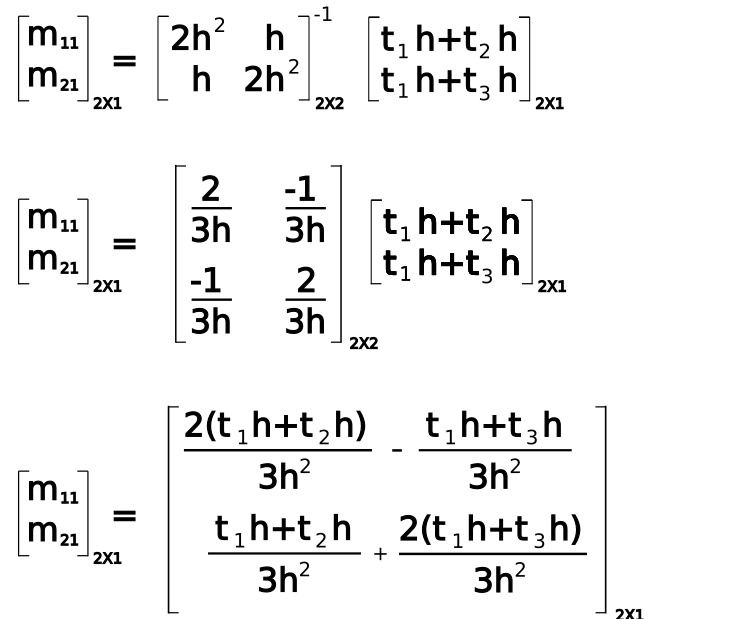 [m₁₁ m₂₁]₂ₓ₁ = [2h² h; h 2h²]⁻¹₂ₓ₂ [t₁h+t₂h; t₁h+t₃h]₂ₓ₁
[m₁₁ m₂₁]₂ₓ₁ = [2/3h -1/3h; -1/3h 2/3h]₂ₓ₂ [t₁h+t₂h; t₁h+t₃h]₂ₓ₁
[m₁₁ m₂₁]₂ₓ₁ = [2(t₁h+t₂h)/3h² - t₁h+t₃h/3h²; t₁h+t₂h/3h² + 2(t₁h+t₃h)/3h²]₂ₓ₁